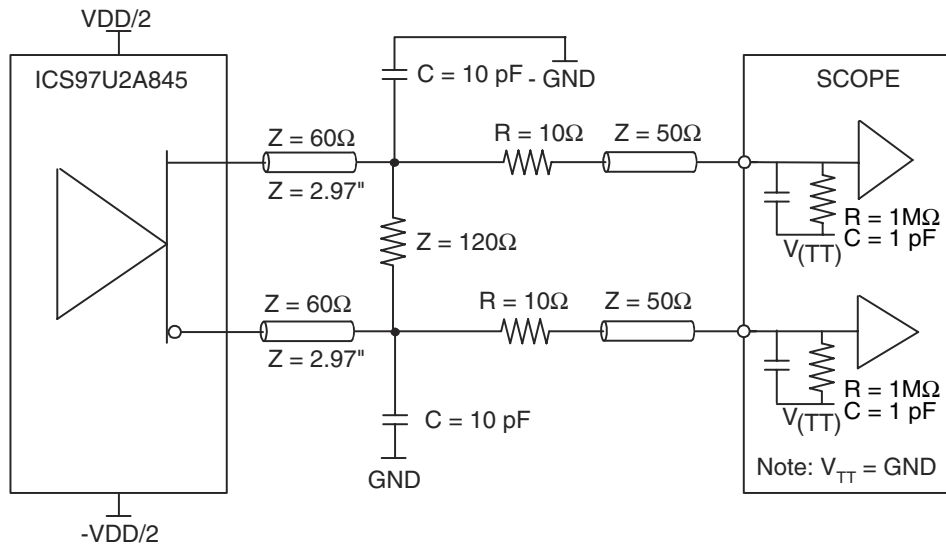 VDD/2
ICS97U2A845
C = 10 pF
- GND
SCOPE
Z = 60Ω
Z = 2.97"
R = 10Ω
Z = 50Ω
R = 1MΩ
C = 1 pF
V(TT)
Z = 120Ω
Z = 60Ω
Z = 2.97"
R = 10Ω
Z = 50Ω
R = 1MΩ
C = 1 pF
V(TT)
C = 10 pF
GND
Note: VTT = GND
-VDD/2